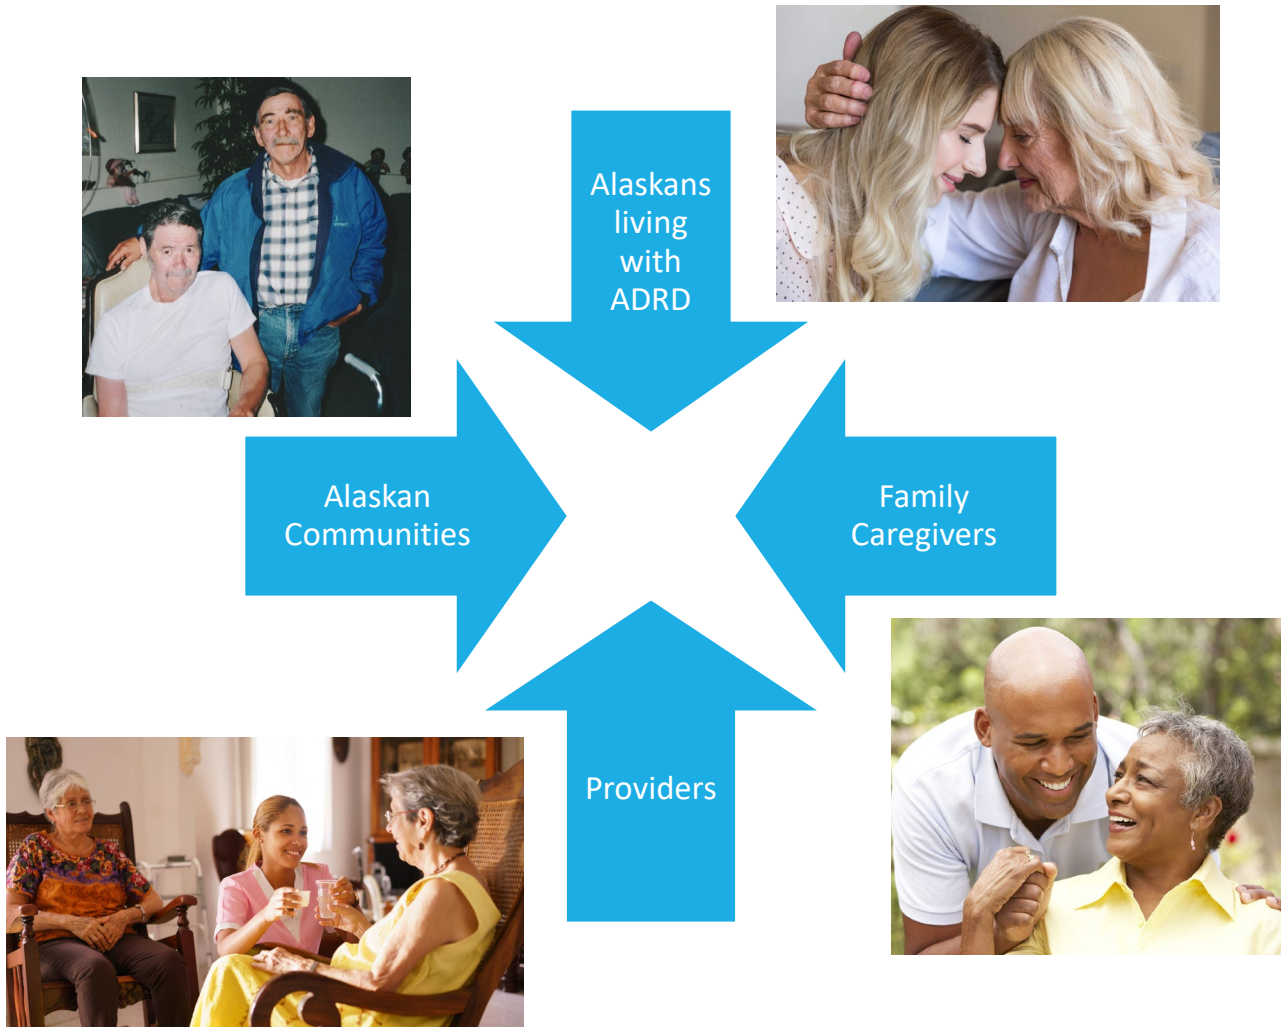 Alaskans
living
with
ADRD
Alaskan
Communities
Family
Caregivers
Providers